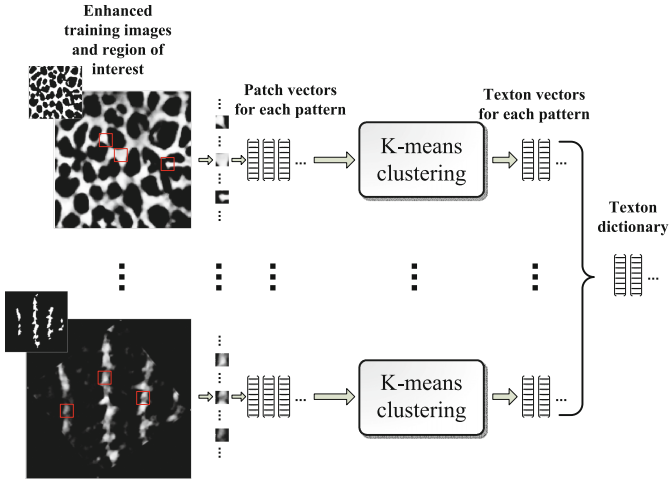 Enhanced
training images
and region of
interest
Patch vectors
for each pattern
Texton vectors
for each pattern
K-means
clustering
Texton
dictionary
K-means
clustering